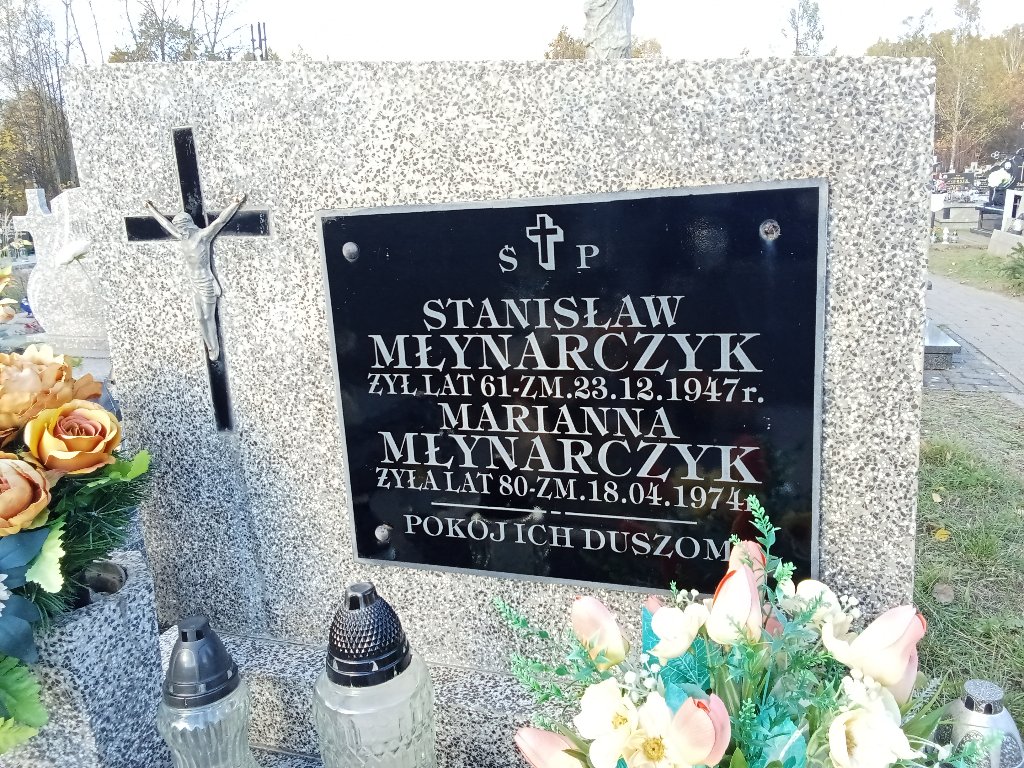 S P
STANISŁAW
MŁYNARCZYK
ŻYŁ LAT 61-ZM.23.12.1947r.
MARIANNA
MŁYNARCZYK
ŻYŁA LAT 80-ZM.18.04.1974r.
POKÓJ ICH DUSZOM